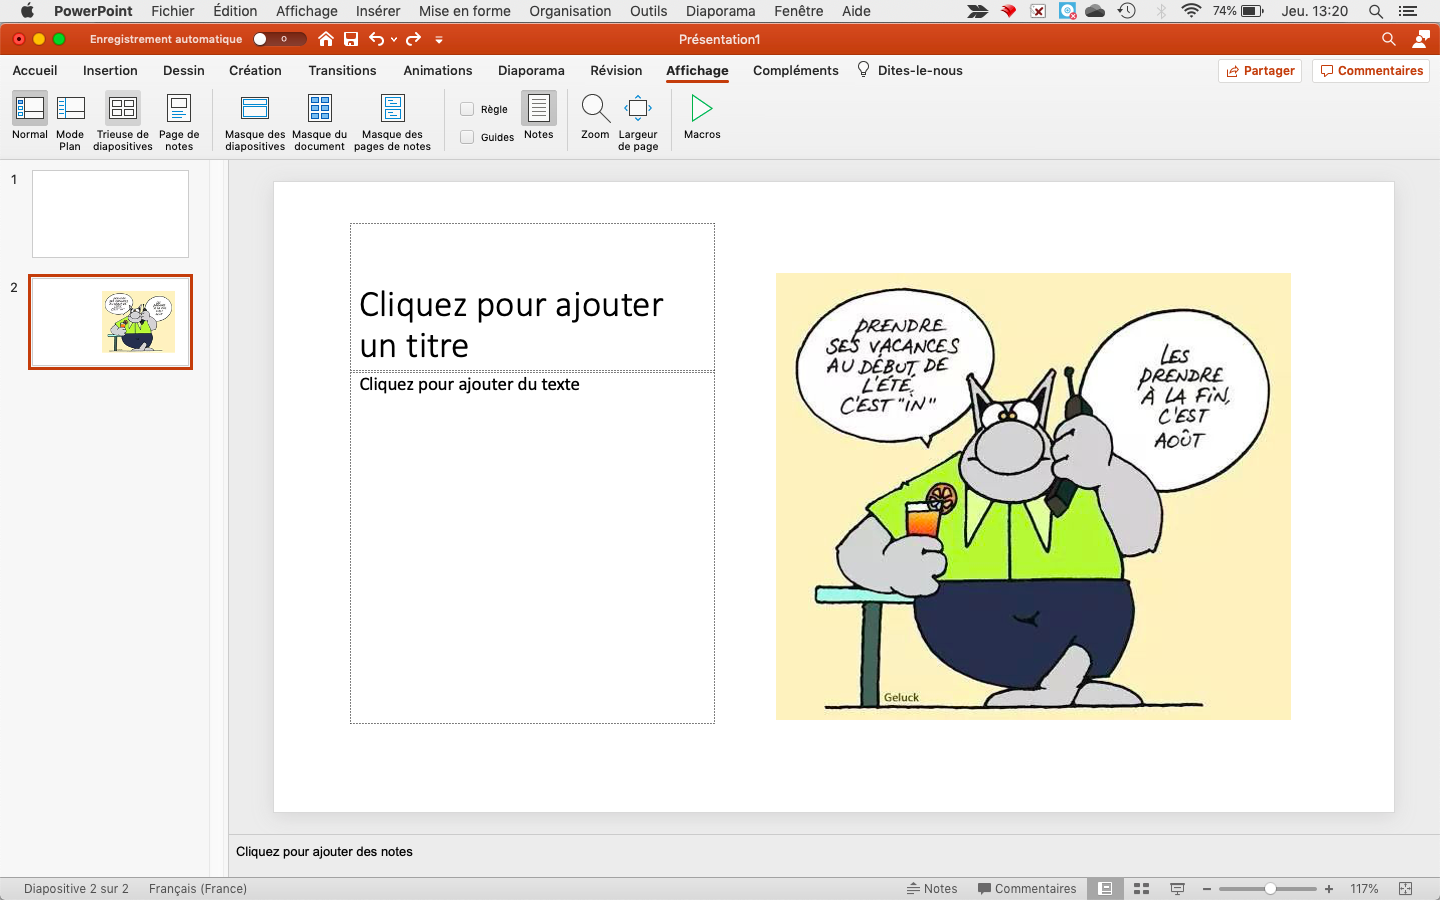 PowerPoint Fichier Édition Affichage Insérer Mise en forme Organisation Outils Diaporama Fenêtre Aide 74% Jeu. 13:20
Enregistrement automatique Présentation1
Accueil Insertion Dessin Création Transitions Animations Diaporama Révision Affichage Compléments Dites-le-nous Partager Commentaires
Normal
Mode
Plan
Trieuse de
diapositives
Page de
notes
Masque des
diapositives
Masque du
document
Masque des
pages de notes
Règle
Guides
Notes
Zoom
Largeur
de page
Macros
1
2
Cliquez pour ajouter
un titre
Cliquez pour ajouter du texte
PRENDRE
SES VACANCES
AU DÉBUT DE
L'ÉTÉ,
C'EST "IN"
LES
PRENDRE
À LA FIN,
C'EST
AOÛT
Geluck
Cliquez pour ajouter des notes
Diapositive 2 sur 2 Français (France) Notes Commentaires 117%